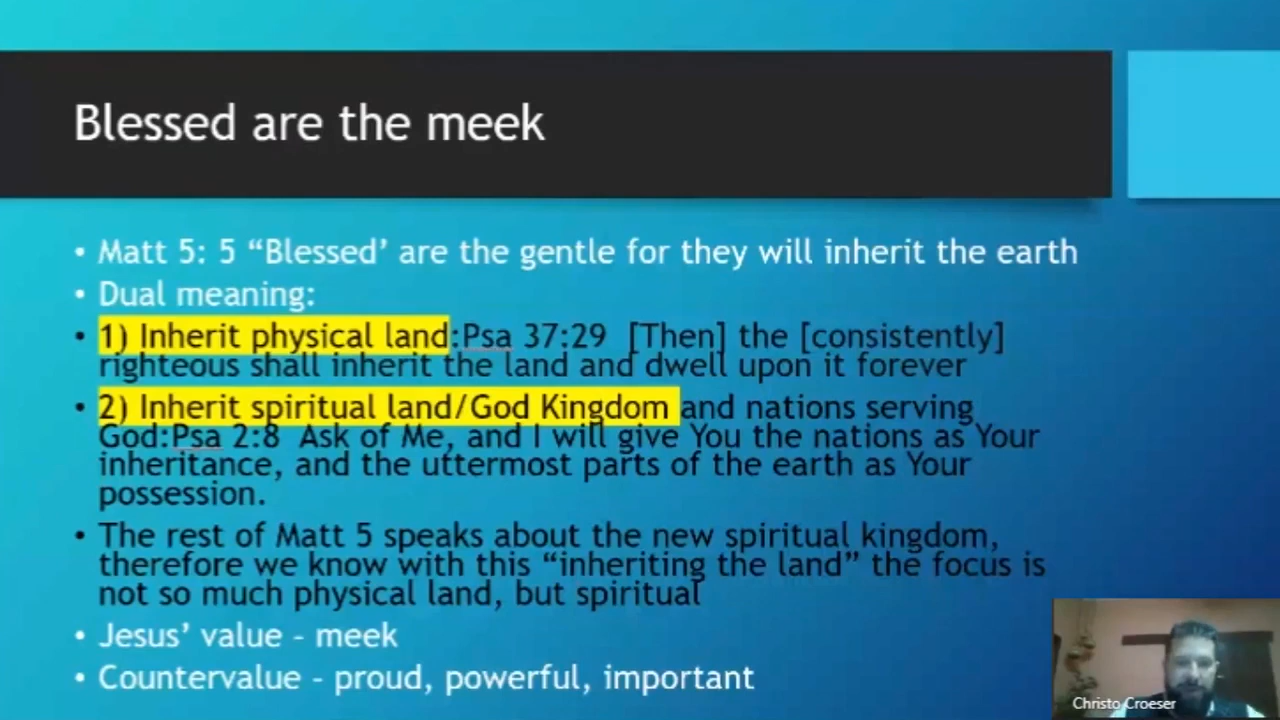 Blessed are the meek
• Matt 5: 5 “Blessed’ are the gentle for they will inherit the earth
• Dual meaning:
• 1) Inherit physical land:Psa 37:29 [Then] the [consistently]
righteous shall inherit the land and dwell upon it forever
• 2) Inherit spiritual land/God Kingdom and nations serving
God:Psa 2:8 Ask of Me, and I will give You the nations as Your
inheritance, and the uttermost parts of the earth as Your
possession.
• The rest of Matt 5 speaks about the new spiritual kingdom,
therefore we know with this “inheriting the land” the focus is
not so much physical land, but spiritual
• Jesus’ value – meek
• Countervalue – proud, powerful, important
Christo Croeser